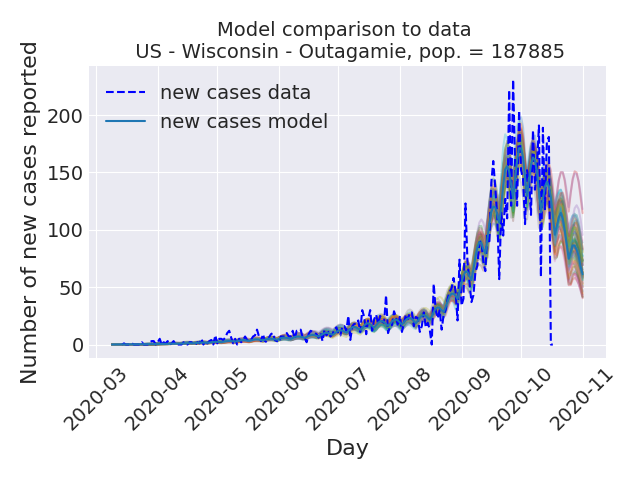 Model comparison to data
US - Wisconsin - Outagamie, pop. = 187885
Number of new cases reported
new cases data
new cases model
200
150
100
50
0
2020-03
2020-04
2020-05
2020-06
2020-07
2020-08
2020-09
2020-10
2020-11
Day